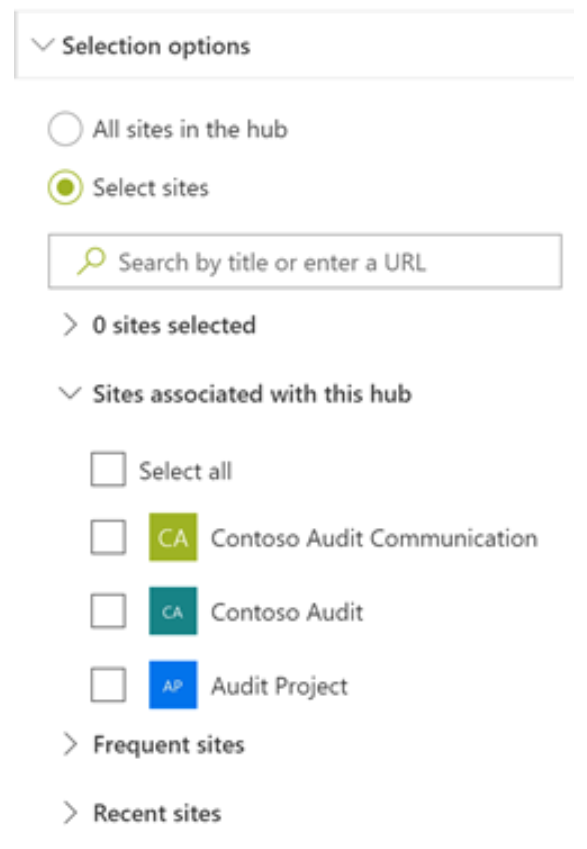 Selection options
All sites in the hub
Select sites
Search by title or enter a URL
0 sites selected
Sites associated with this hub
Select all
CA Contoso Audit Communication
CA Contoso Audit
AP Audit Project
Frequent sites
Recent sites